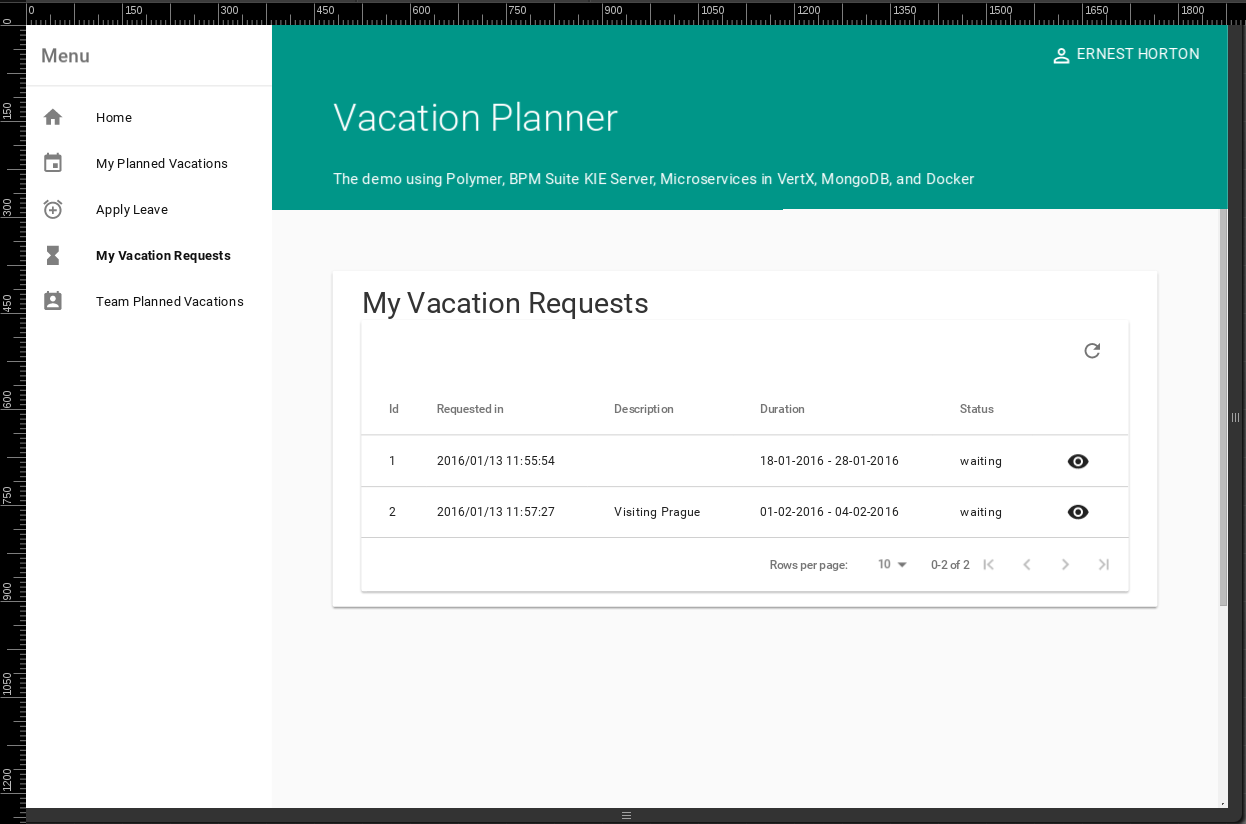 0 150 300 450 600 750 900 1050 1200 1350 1500 1650 1800
0
150
300
450
600
750
900
1050
1200
Menu
Home
My Planned Vacations
Apply Leave
My Vacation Requests
Team Planned Vacations
ERNEST HORTON
Vacation Planner
The demo using Polymer, BPM Suite KIE Server, Microservices in VertX, MongoDB, and Docker
My Vacation Requests
Id Requested in Description Duration Status
1 2016/01/13 11:55:54 18-01-2016 - 28-01-2016 waiting
2 2016/01/13 11:57:27 Visiting Prague 01-02-2016 - 04-02-2016 waiting
Rows per page: 10 0-2 of 2